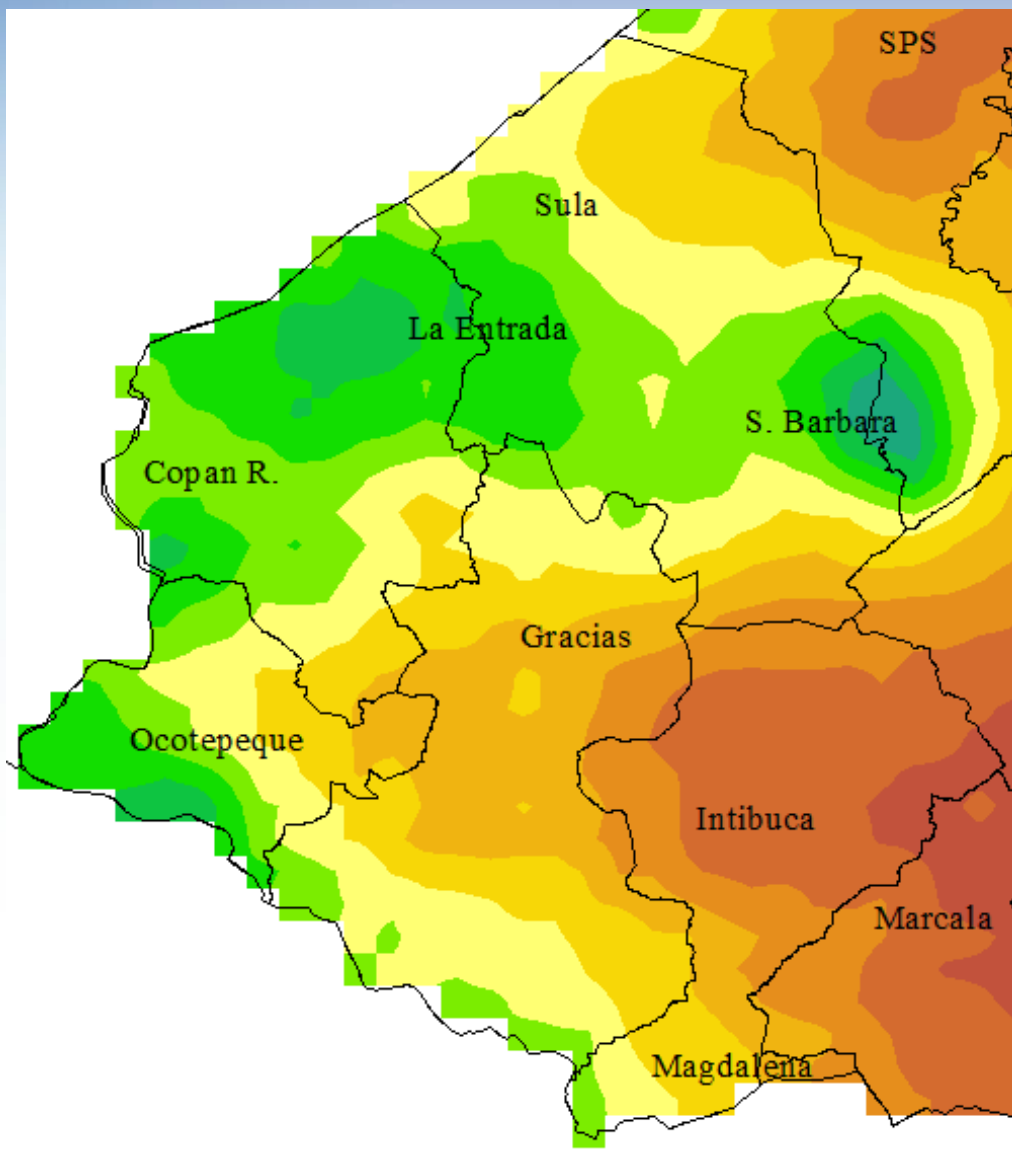 SPS
Sula
La Entrada
S. Barbara
Copan R.
Gracias
Ocotepeque
Intibuca
Marcala
Magdalena